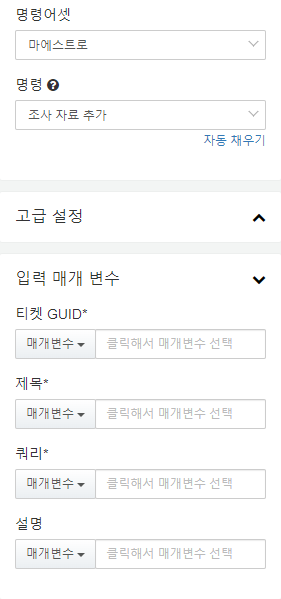 명령어셋
마에스트로
명령
조사 자료 추가
자동 채우기
고급 설정
입력 매개 변수
티켓 GUID*
매개변수 클릭해서 매개변수 선택
제목*
매개변수 클릭해서 매개변수 선택
쿼리*
매개변수 클릭해서 매개변수 선택
설명
매개변수 클릭해서 매개변수 선택